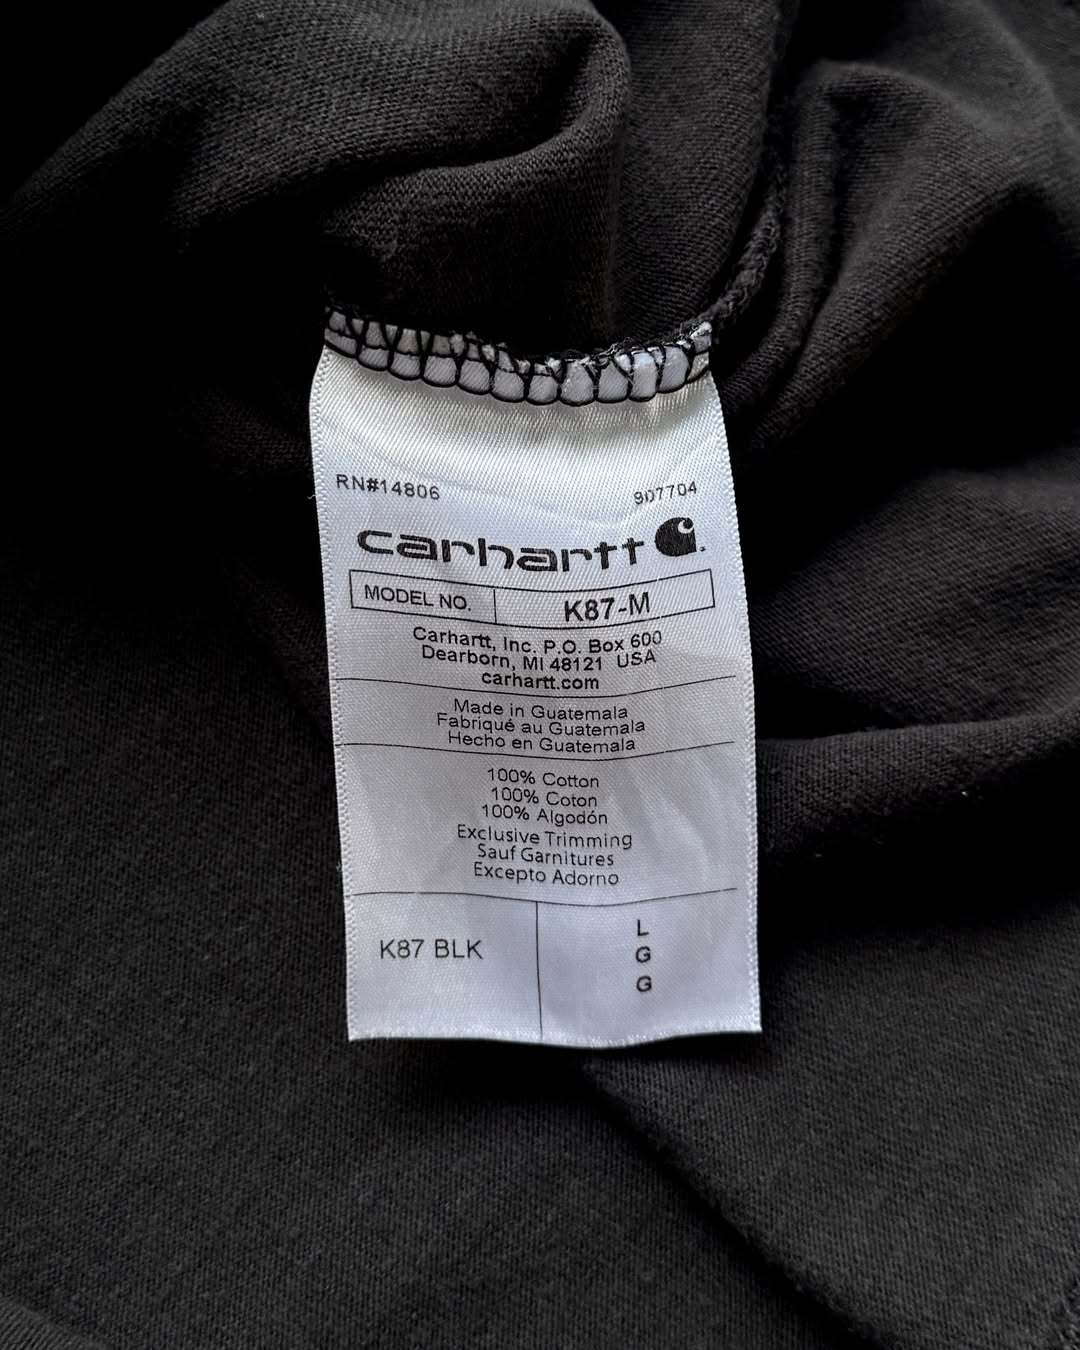 RN#14806 907704
carhartt
MODEL NO. K87-M
Carhartt, Inc. P.O. Box 600
Dearborn, MI 48121 USA
carhartt.com
Made in Guatemala
Fabriqué au Guatemala
Hecho en Guatemala
100% Cotton
100% Coton
100% Algodón
Exclusive Trimming
Sauf Garnitures
Excepto Adorno
K87 BLK
L
G
G